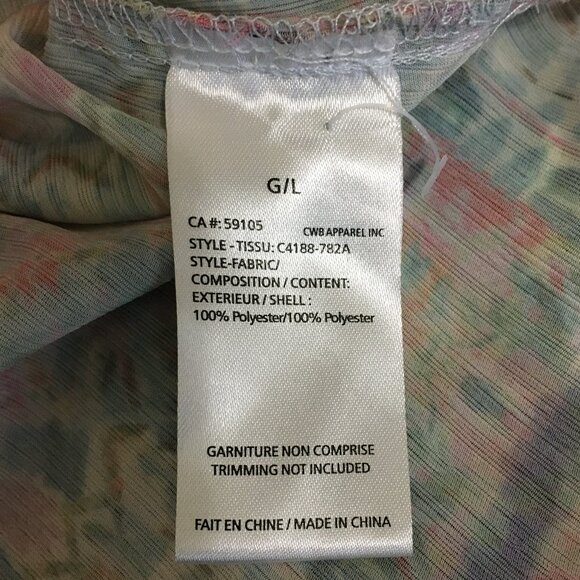 G/L
CA #: 59105 CWB APPAREL INC
STYLE - TISSU: C4188-782A
STYLE-FABRIC/
COMPOSITION / CONTENT:
EXTERIEUR / SHELL :
100% Polyester/100% Polyester
GARNITURE NON COMPRISE
TRIMMING NOT INCLUDED
FAIT EN CHINE / MADE IN CHINA